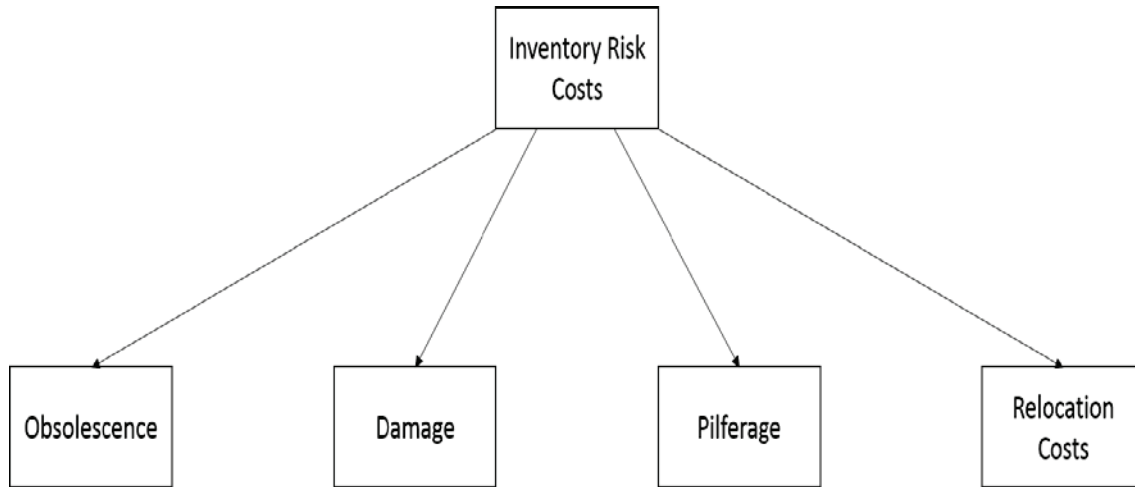 Inventory Risk
Costs
Obsolescence
Damage
Pilferage
Relocation
Costs